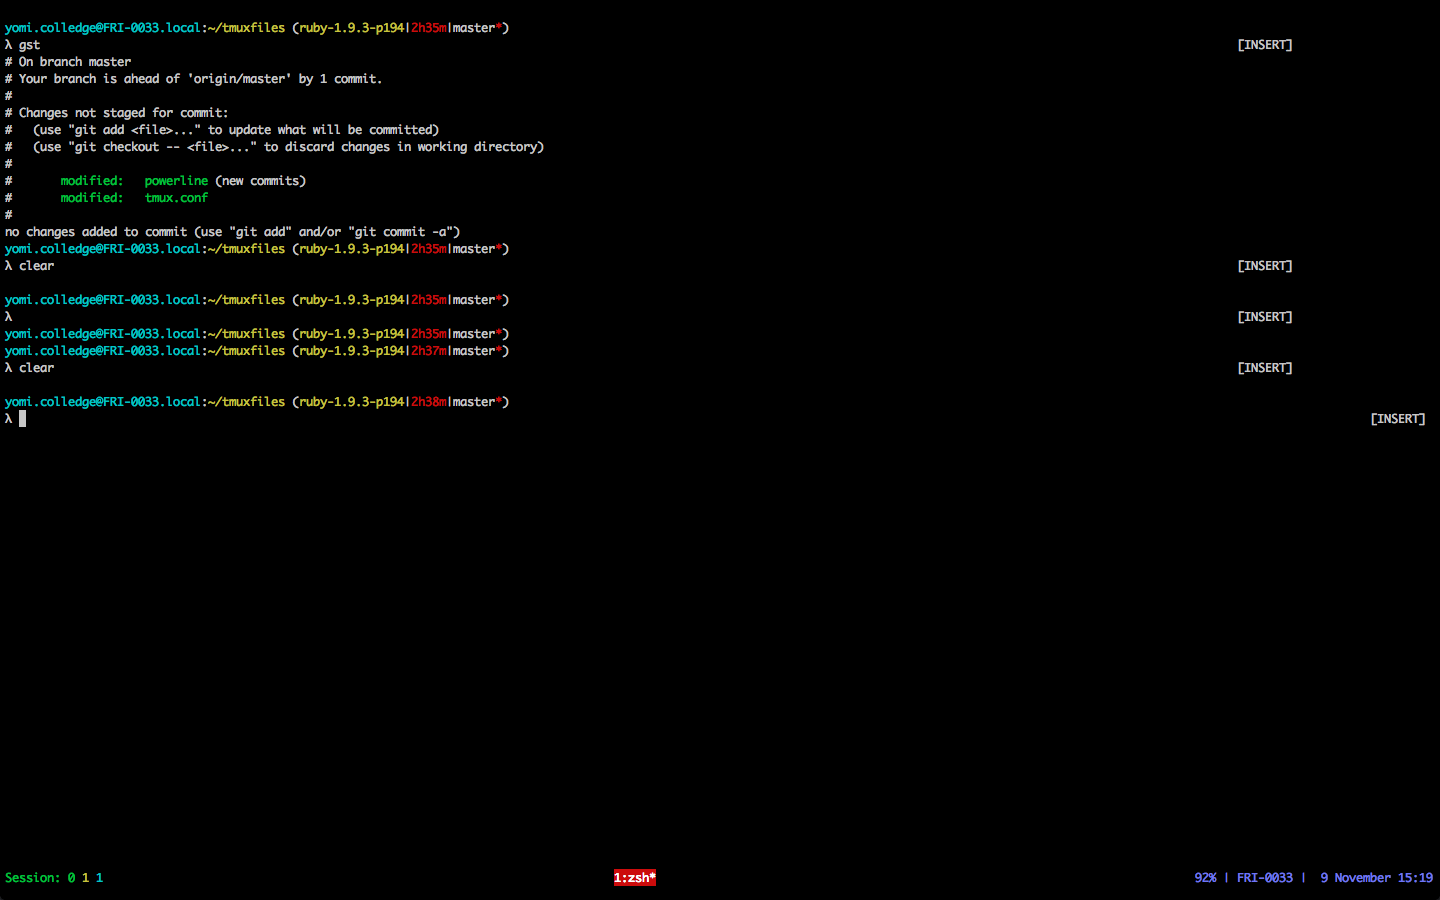 yomi.colledge@FRI-0033.local:~/tmuxfiles (ruby-1.9.3-p194|2h35m|master*)
λ gst [INSERT]
# On branch master
# Your branch is ahead of 'origin/master' by 1 commit.
#
# Changes not staged for commit:
#   (use "git add <file>..." to update what will be committed)
#   (use "git checkout -- <file>..." to discard changes in working directory)
#
#       modified:   powerline (new commits)
#       modified:   tmux.conf
#
no changes added to commit (use "git add" and/or "git commit -a")
yomi.colledge@FRI-0033.local:~/tmuxfiles (ruby-1.9.3-p194|2h35m|master*)
λ clear [INSERT]
yomi.colledge@FRI-0033.local:~/tmuxfiles (ruby-1.9.3-p194|2h35m|master*)
λ [INSERT]
yomi.colledge@FRI-0033.local:~/tmuxfiles (ruby-1.9.3-p194|2h35m|master*)
yomi.colledge@FRI-0033.local:~/tmuxfiles (ruby-1.9.3-p194|2h37m|master*)
λ clear [INSERT]
yomi.colledge@FRI-0033.local:~/tmuxfiles (ruby-1.9.3-p194|2h38m|master*)
λ [INSERT]
Session: 0 1 1 1:zsh* 92% | FRI-0033 |  9 November 15:19